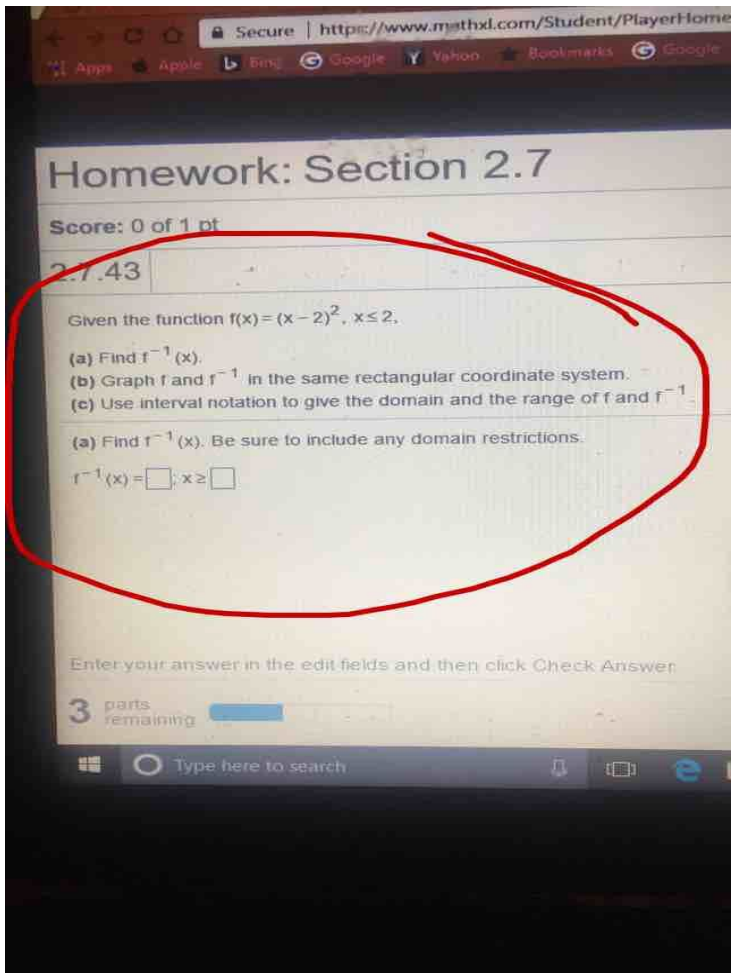 Secure | https://www.mathxl.com/Student/PlayerHome
Apps Apple Bing Google Yahoo Bookmarks Google
Homework: Section 2.7
Score: 0 of 1 pt
2.7.43
Given the function f(x) = (x − 2)², x ≤ 2,
(a) Find f⁻¹(x).
(b) Graph f and f⁻¹ in the same rectangular coordinate system.
(c) Use interval notation to give the domain and the range of f and f⁻¹.
(a) Find f⁻¹(x). Be sure to include any domain restrictions.
f⁻¹(x) = □; x ≥ □
Enter your answer in the edit fields and then click Check Answer.
3 parts remaining
Type here to search